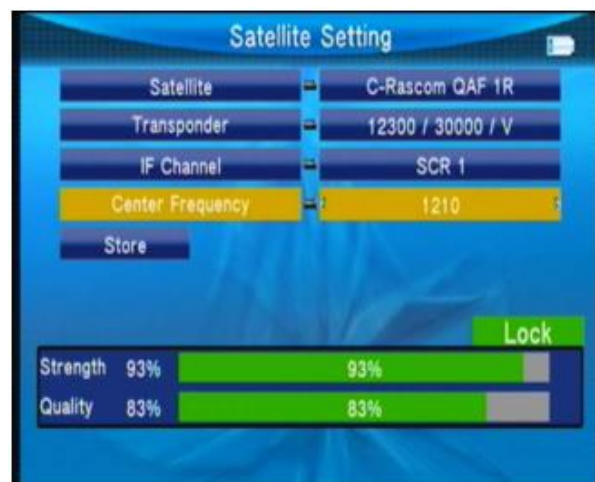 Satellite Setting
Satellite C-Rascom QAF 1R
Transponder 12300 / 30000 / V
IF Channel SCR 1
Center Frequency 1210
Store
Lock
Strength 93% 93%
Quality 83% 83%